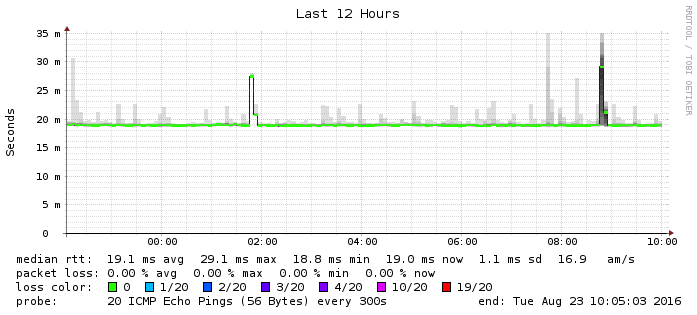 Last 12 Hours
RRDTOOL / TOBI OETIKER
Seconds
35 m
30 m
25 m
20 m
15 m
10 m
5 m
0
00:00 02:00 04:00 06:00 08:00 10:00
median rtt: 19.1 ms avg 29.1 ms max 18.8 ms min 19.0 ms now 1.1 ms sd 16.9 am/s
packet loss: 0.00 % avg 0.00 % max 0.00 % min 0.00 % now
loss color: 0 1/20 2/20 3/20 4/20 10/20 19/20
probe: 20 ICMP Echo Pings (56 Bytes) every 300s end: Tue Aug 23 10:05:03 2016